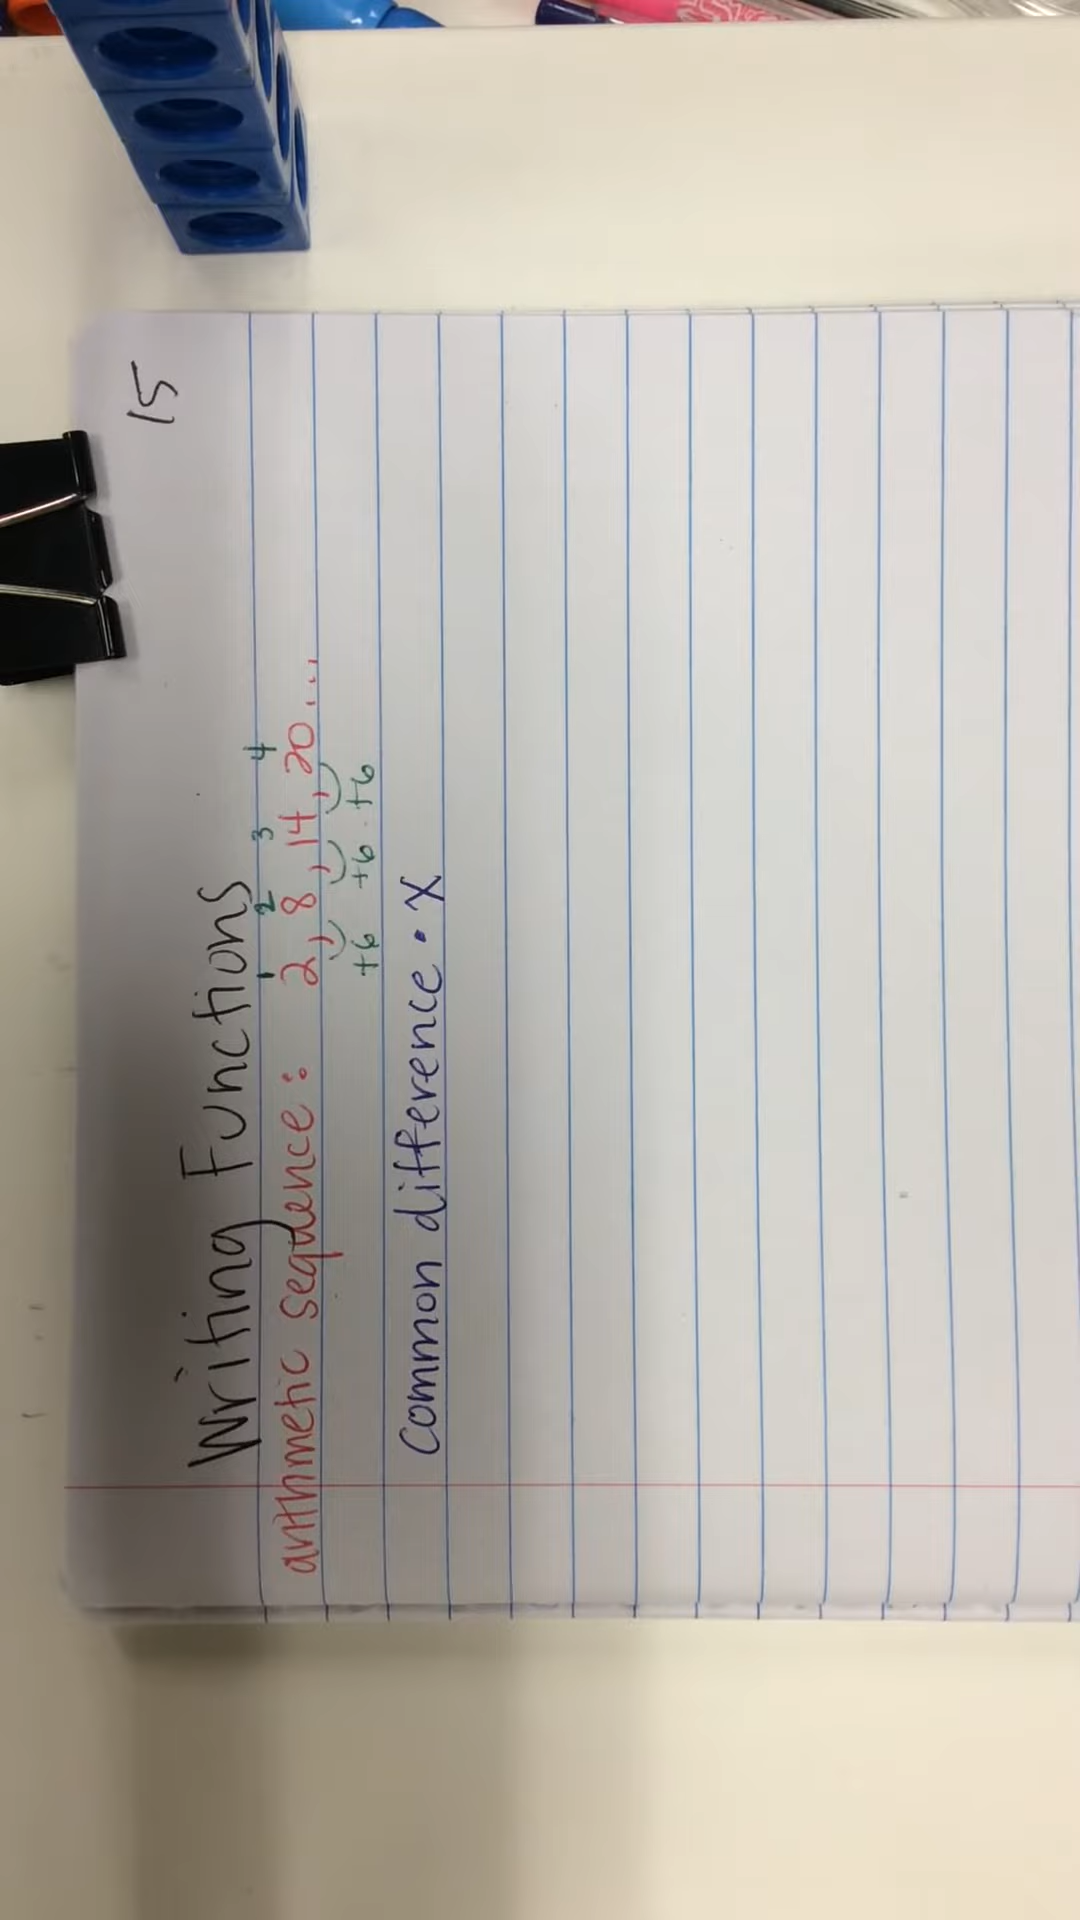 15
Writing Functions
1 2 3 4
arithmetic sequence: 2, 8, 14, 20...
+6 +6 +6
Common difference · x